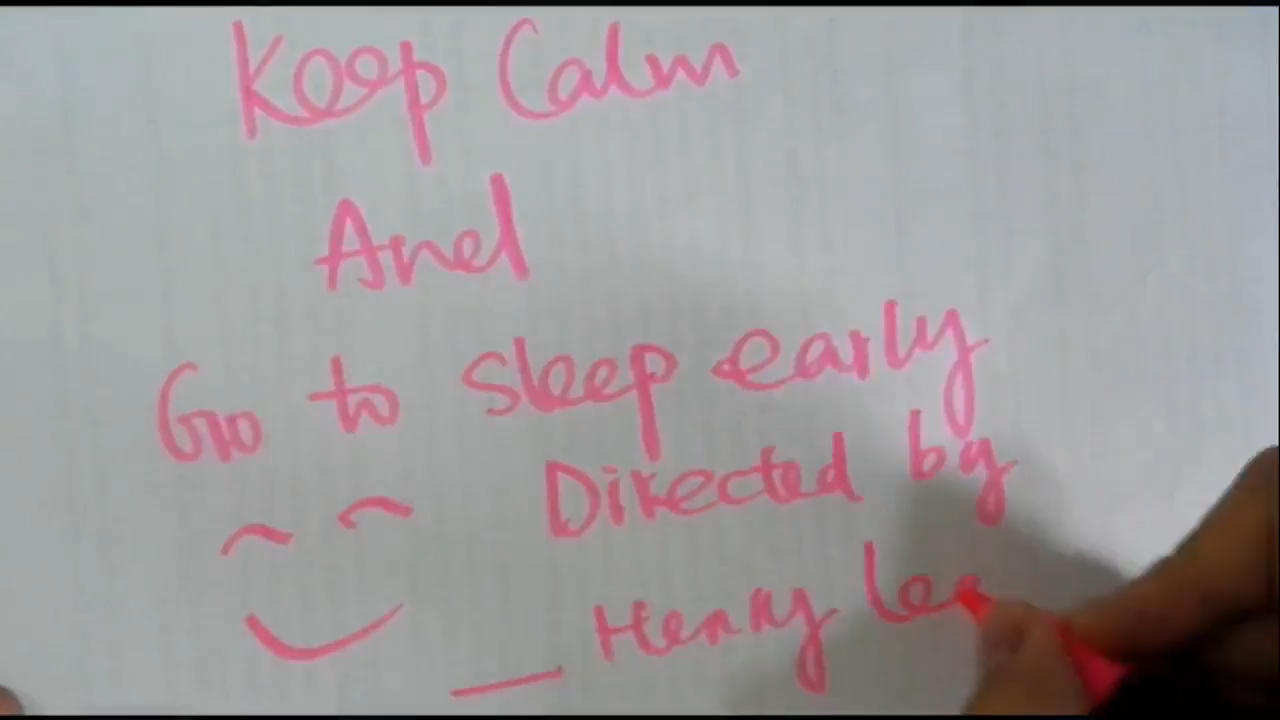 Keep Calm
And
Go to sleep early
Directed by
_ Henry